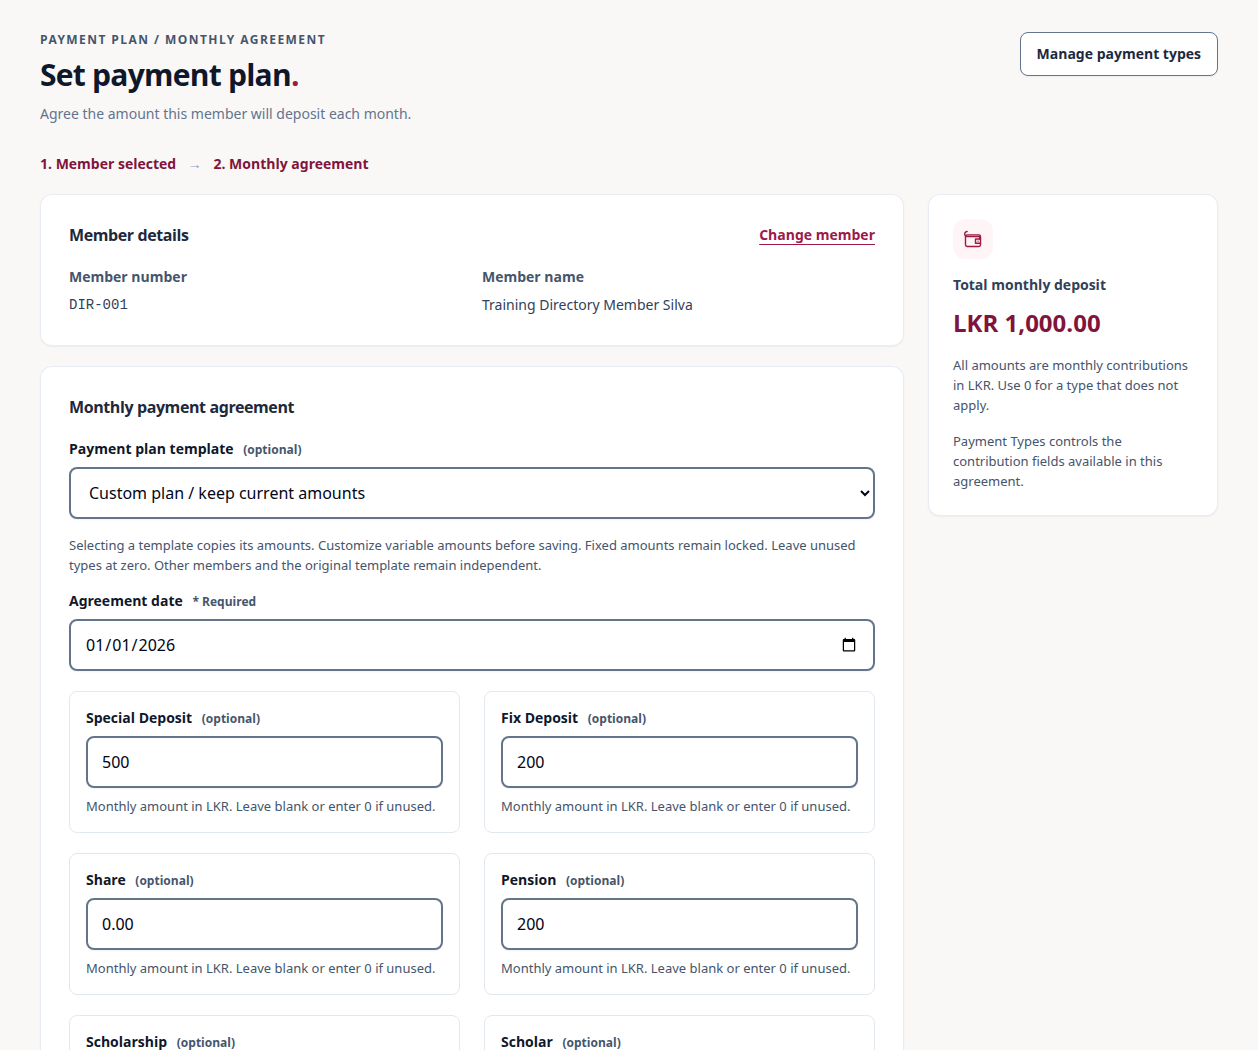 PAYMENT PLAN / MONTHLY AGREEMENT
Set payment plan.
Agree the amount this member will deposit each month.
Manage payment types
1. Member selected → 2. Monthly agreement
Member details
Change member
Member number
Member name
DIR-001
Training Directory Member Silva
Total monthly deposit
LKR 1,000.00
All amounts are monthly contributions
in LKR. Use 0 for a type that does not
apply.
Payment Types controls the
contribution fields available in this
agreement.
Monthly payment agreement
Payment plan template (optional)
Custom plan / keep current amounts
Selecting a template copies its amounts. Customize variable amounts before saving. Fixed amounts remain locked. Leave unused
types at zero. Other members and the original template remain independent.
Agreement date * Required
01/01/2026
Special Deposit (optional)
500
Monthly amount in LKR. Leave blank or enter 0 if unused.
Fix Deposit (optional)
200
Monthly amount in LKR. Leave blank or enter 0 if unused.
Share (optional)
0.00
Monthly amount in LKR. Leave blank or enter 0 if unused.
Pension (optional)
200
Monthly amount in LKR. Leave blank or enter 0 if unused.
Scholarship (optional)
Scholar (optional)